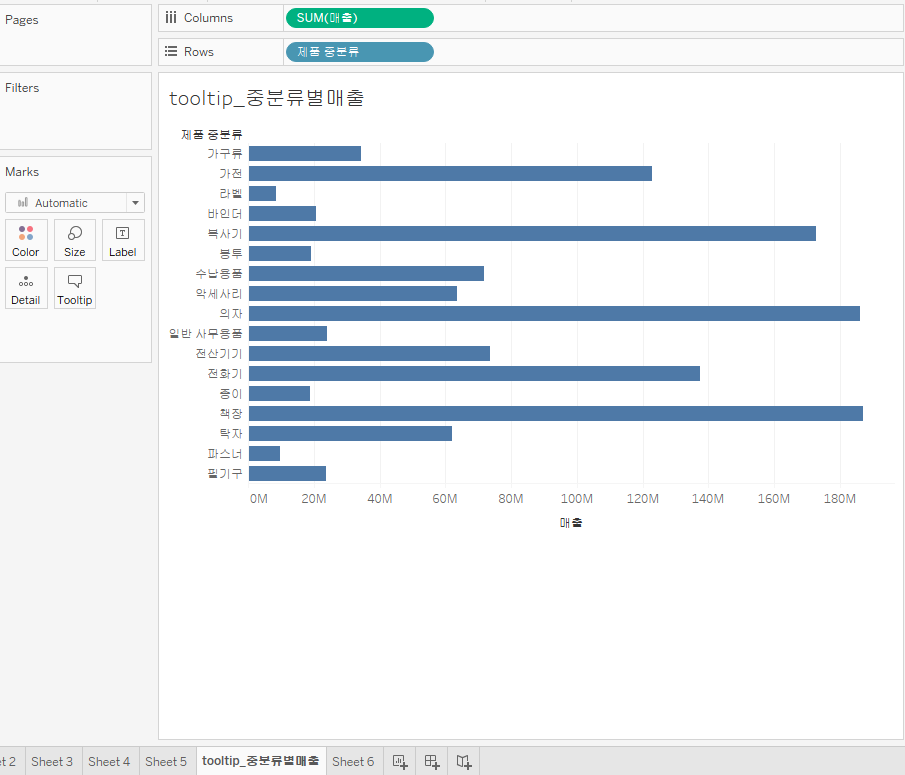 Pages
Columns SUM(매출)
Rows 제품 중분류
Filters
Marks
Automatic
Color Size Label
Detail Tooltip
tooltip_중분류별매출
제품 중분류
가구류
가전
라벨
바인더
복사기
봉투
수납용품
악세사리
의자
일반 사무용품
전산기기
전화기
종이
책장
탁자
파스너
필기구
0M 20M 40M 60M 80M 100M 120M 140M 160M 180M
매출
et 2 Sheet 3 Sheet 4 Sheet 5 tooltip_중분류별매출 Sheet 6